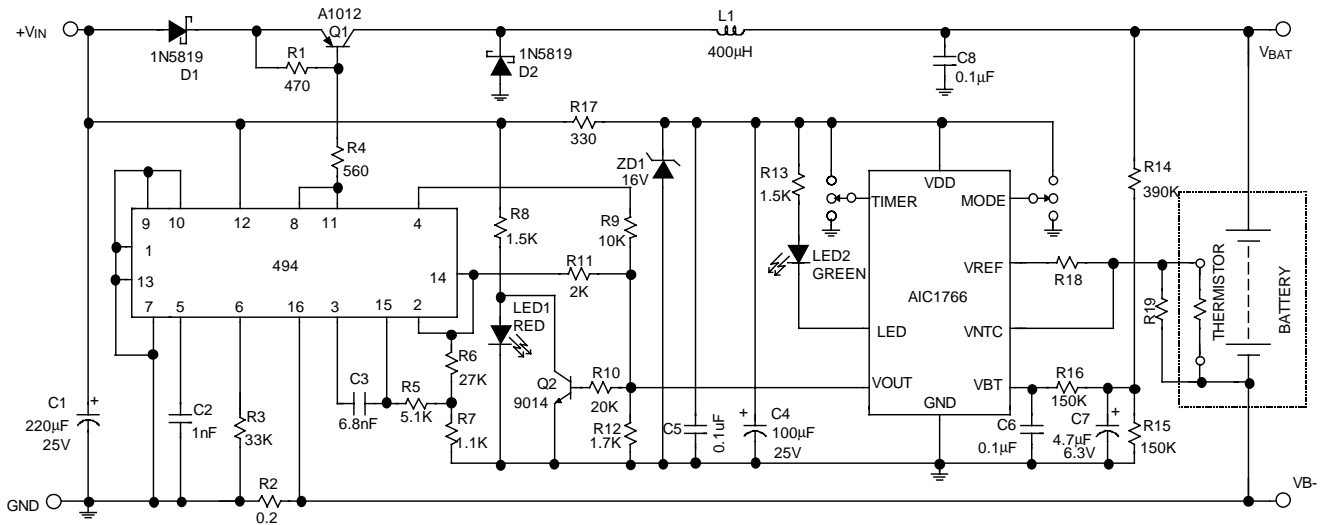 A1012
L1
+VIN
Q1
VBAT
1N5819
D1
R1
470
1N5819
D2
400μH
C8
0.1μF
R17
330
R4
560
ZD1
16V
R13
1.5K
VDD
R14
390K
9
10
12
8
11
4
R8
1.5K
R9
10K
TIMER
MODE
1
13
494
14
R11
2K
LED2
GREEN
VREF
R18
AIC1766
R19
THERMISTOR
BATTERY
7
5
6
16
3
15
2
LED1
RED
LED
VNTC
R6
27K
Q2
9014
R10
20K
VOUT
VBT
R16
150K
C1
220μF
25V
+
C2
1nF
R3
33K
C3
6.8nF
R5
5.1K
R7
1.1K
R12
1.7K
C5
0.1uF
+
C4
100μF
25V
GND
C6
0.1μF
C7
4.7μF
6.3V
+
R15
150K
GND
R2
0.2
VB-